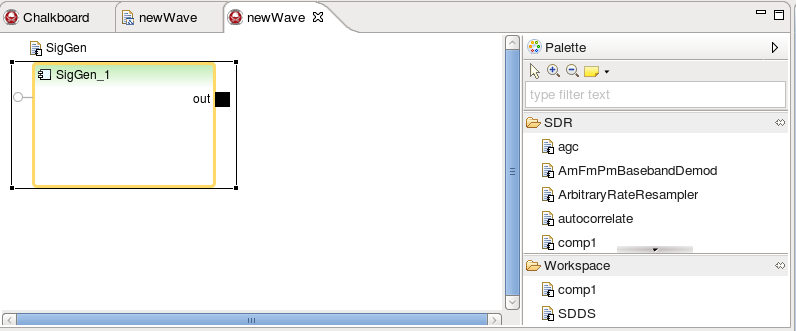 Chalkboard newWave newWave
SigGen
SigGen_1
out
Palette
type filter text
SDR
agc
AmFmPmBasebandDemod
ArbitraryRateResampler
autocorrelate
comp1
Workspace
comp1
SDDS